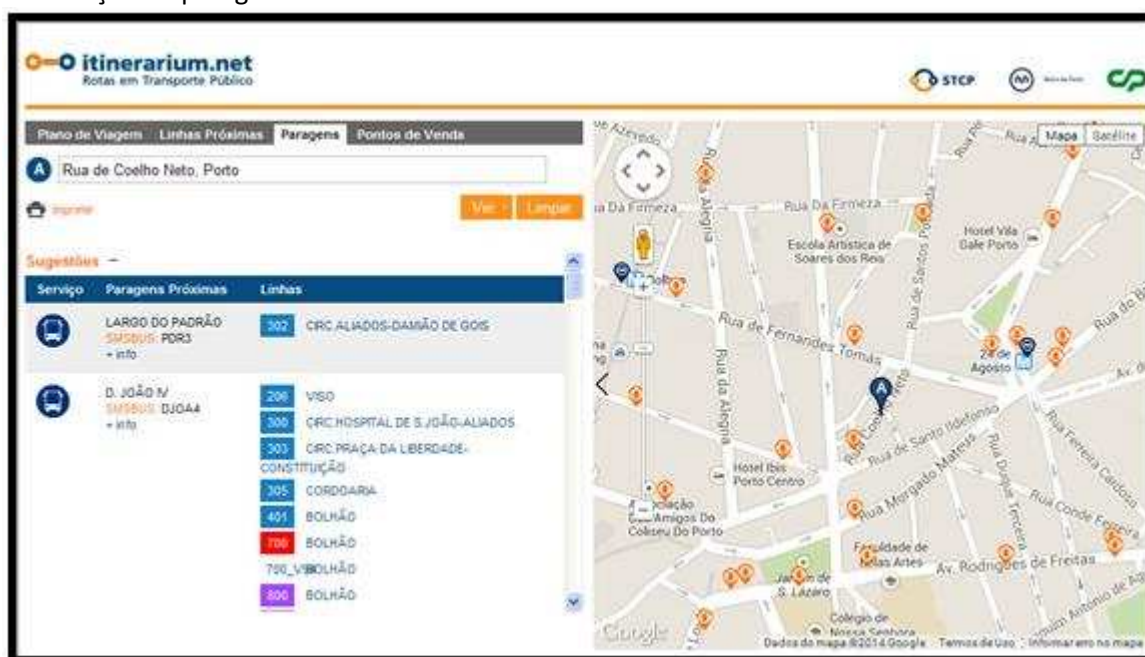 itinerarium.net
Rotas em Transporte Público
STCP
Plano de Viagem Linhas Próximas Paragens Pontos de Venda
A Rua de Coelho Neto, Porto
Imprimir
Ver Limpar
Sugestões
Serviço Paragens Próximas Linhas
LARGO DO PADRÃO 302 CIRC.ALIADOS-DAMIÃO DE GOIS
SMSBUS: PDR3
+ info
D. JOÃO IV 206 VISO
SMSBUS: DJOA4 300 CIRC.HOSPITAL DE S.JOÃO-ALIADOS
+ info 303 CIRC.PRAÇA DA LIBERDADE-
CONSTITUIÇÃO
305 CORDOARIA
401 BOLHÃO
700 BOLHÃO
BOLHÃO
800 BOLHÃO
Mapa Satélite
Rua Da Firmeza
Escola Artística de
Soares dos Reis
Hotel Vila
Gale Porto
Rua da Alegria
Rua de Fernandes Tomás
24 de
Agosto
A
Rua da Alegria
Rua de Santo Ildefonso
Hotel Ibis
Porto Centro
Rua Morgado Mateus
Rua Duque Terceira
Rua Ferreira Cardoso
Rua Conde Ferreira
Amigos Do
Coliseu Do Porto
Faculdade de
Belas Artes
Av. Rodrigues de Freitas
Jardim de
S. Lázaro
Colégio de
Nossa Senhora
Google
Dados do mapa ©2014 Google Termos de Uso Informar erro no mapa